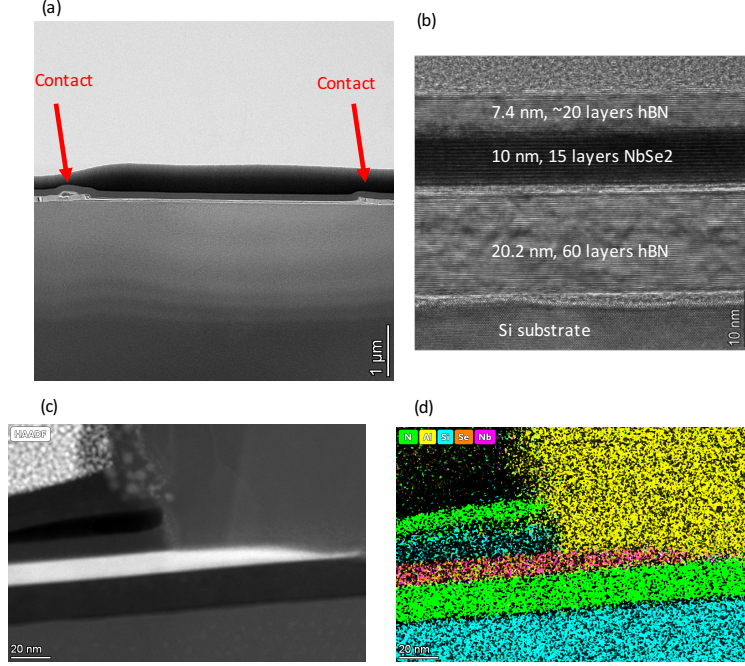 (a)
Contact
Contact
1 µm
(b)
7.4 nm, ~20 layers hBN
10 nm, 15 layers NbSe2
20.2 nm, 60 layers hBN
Si substrate
10 nm
(c)
HAADF
20 nm
(d)
N Al Si Se Nb
20 nm